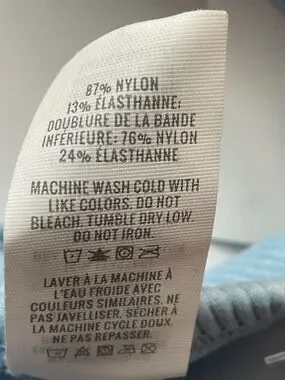 87% NYLON
13% ÉLASTHANNE;
DOUBLURE DE LA BANDE
INFÉRIEURE: 76% NYLON
24% ÉLASTHANNE
MACHINE WASH COLD WITH
LIKE COLORS. DO NOT
BLEACH. TUMBLE DRY LOW.
DO NOT IRON.
LAVER À LA MACHINE À
L'EAU FROIDE AVEC
COULEURS SIMILAIRES. NE
PAS JAVELLISER. SÉCHER À
LA MACHINE CYCLE DOUX.
NE PAS REPASSER.